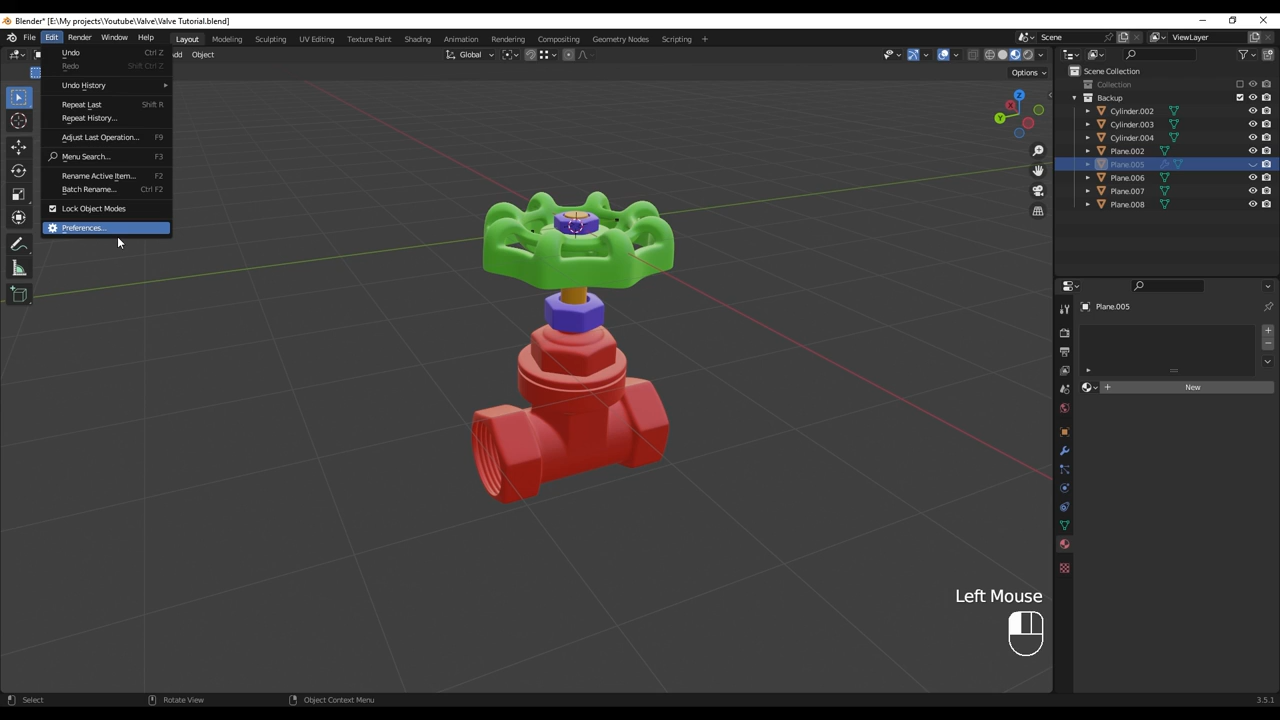 Blender* [E:\My projects\Youtube\Valve\Valve Tutorial.blend]
File Edit Render Window Help Layout Modeling Sculpting UV Editing Texture Paint Shading Animation Rendering Compositing Geometry Nodes Scripting + Scene ViewLayer
Undo Ctrl Z
Redo Shift Ctrl Z
Undo History
Repeat Last Shift R
Repeat History...
Adjust Last Operation... F9
Menu Search... F3
Rename Active Item... F2
Batch Rename... Ctrl F2
Lock Object Modes
Preferences...
dd Object Global
Options
Z
Y
X
Scene Collection
Collection
Backup
Cylinder.002
Cylinder.003
Cylinder.004
Plane.002
Plane.005
Plane.006
Plane.007
Plane.008
Plane.005
New
Left Mouse
Select Rotate View Object Context Menu 3.5.1